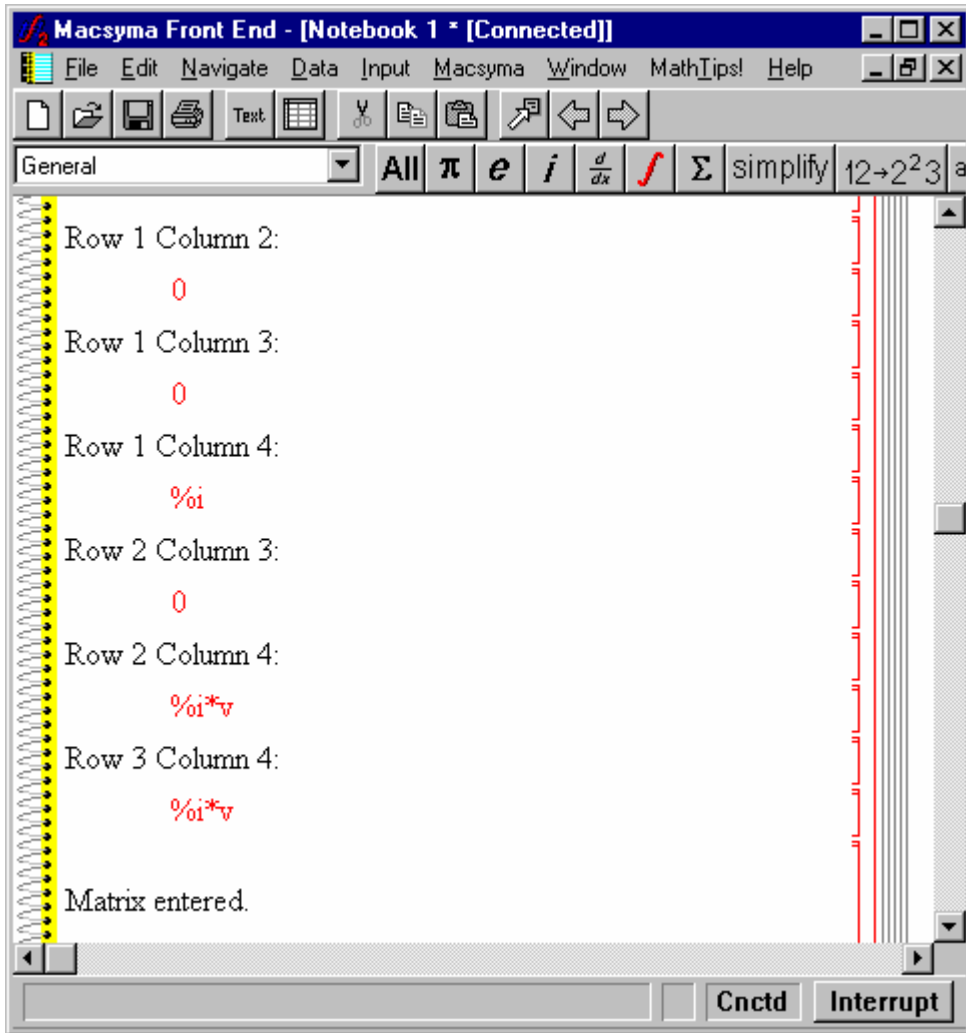 Macsyma Front End - [Notebook 1 * [Connected]]
File Edit Navigate Data Input Macsyma Window MathTips! Help
Text
General All π e i d/dx ∫ Σ simplify 12→2²3 a
Row 1 Column 2:
0
Row 1 Column 3:
0
Row 1 Column 4:
%i
Row 2 Column 3:
0
Row 2 Column 4:
%i*v
Row 3 Column 4:
%i*v
Matrix entered.
Cnctd Interrupt